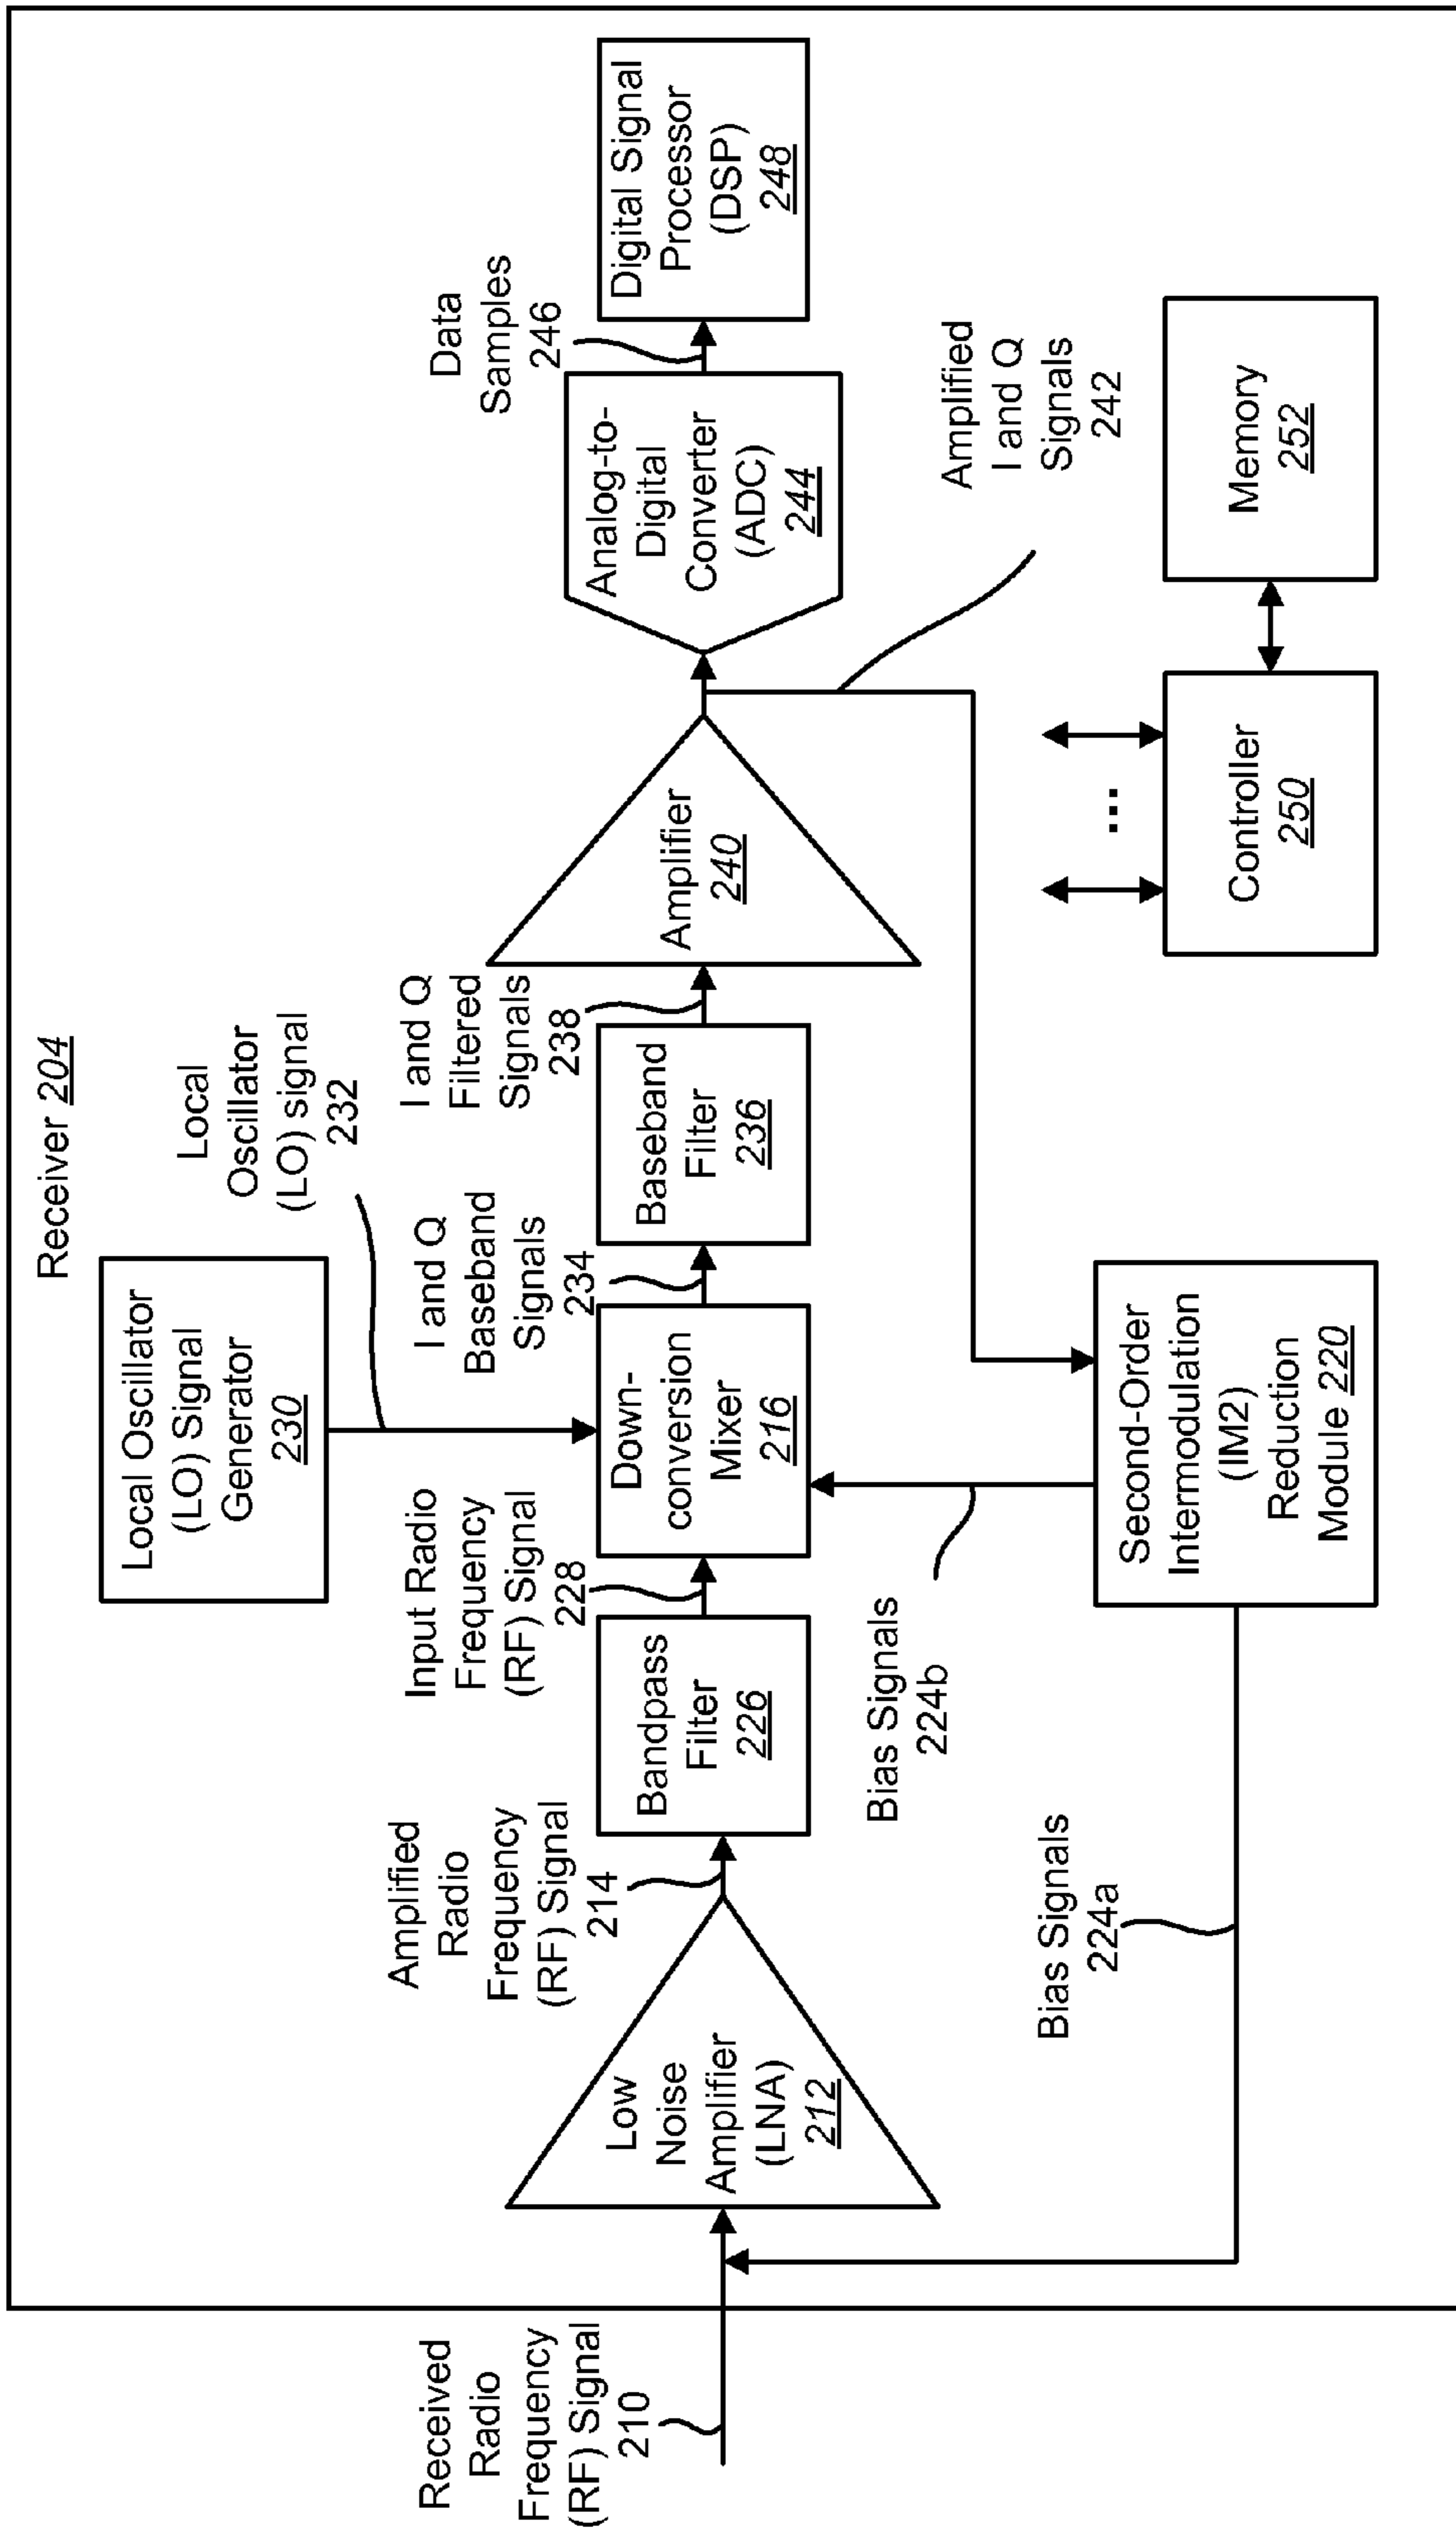 Receiver 204
Local Oscillator
(LO) Signal
Generator
230
Local
Oscillator
(LO) signal
232
Received
Radio
Frequency
(RF) Signal
210
Low
Noise
Amplifier
(LNA)
212
Amplified
Radio
Frequency
(RF) Signal
214
Bandpass
Filter
226
Input Radio
Frequency
(RF) Signal
228
Down-
conversion
Mixer
216
I and Q
Baseband
Signals
234
Baseband
Filter
236
I and Q
Filtered
Signals
238
Amplifier
240
Analog-to-
Digital
Converter
(ADC)
244
Data
Samples
246
Digital Signal
Processor
(DSP)
248
Amplified
I and Q
Signals
242
Bias Signals
224b
Bias Signals
224a
Second-Order
Intermodulation
(IM2)
Reduction
Module 220
...
Controller
250
Memory
252